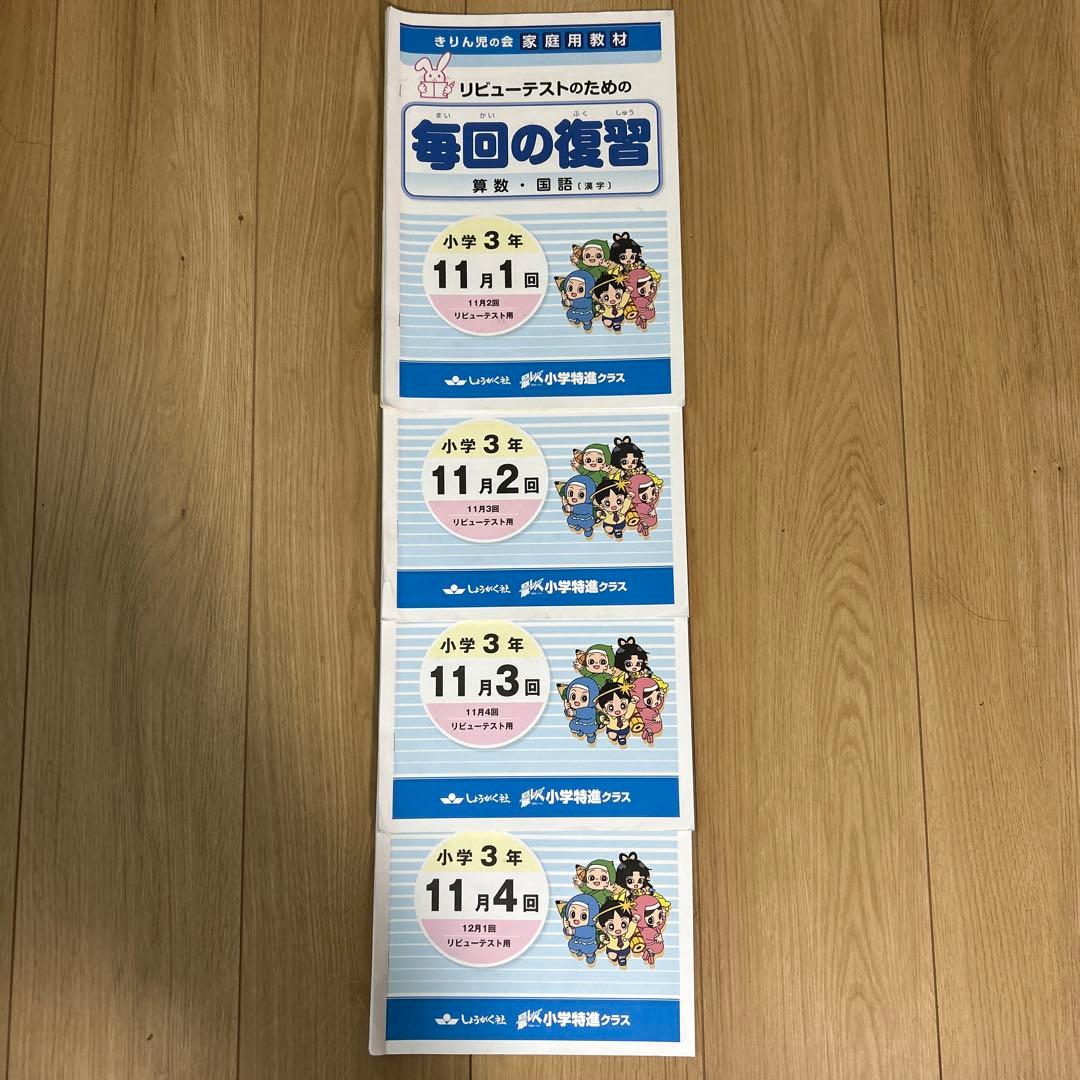 きりん児の会 家庭用教材
リビューテストのための
まい かい ふく しゅう
毎回の復習
算数・国語〔漢字〕
小学3年
11月1回
11月2回
リビューテスト用
しょうがく社 小学特進クラス
小学3年
11月2回
11月3回
リビューテスト用
しょうがく社 小学特進クラス
小学3年
11月3回
11月4回
リビューテスト用
しょうがく社 小学特進クラス
小学3年
11月4回
12月1回
リビューテスト用
しょうがく社 小学特進クラス